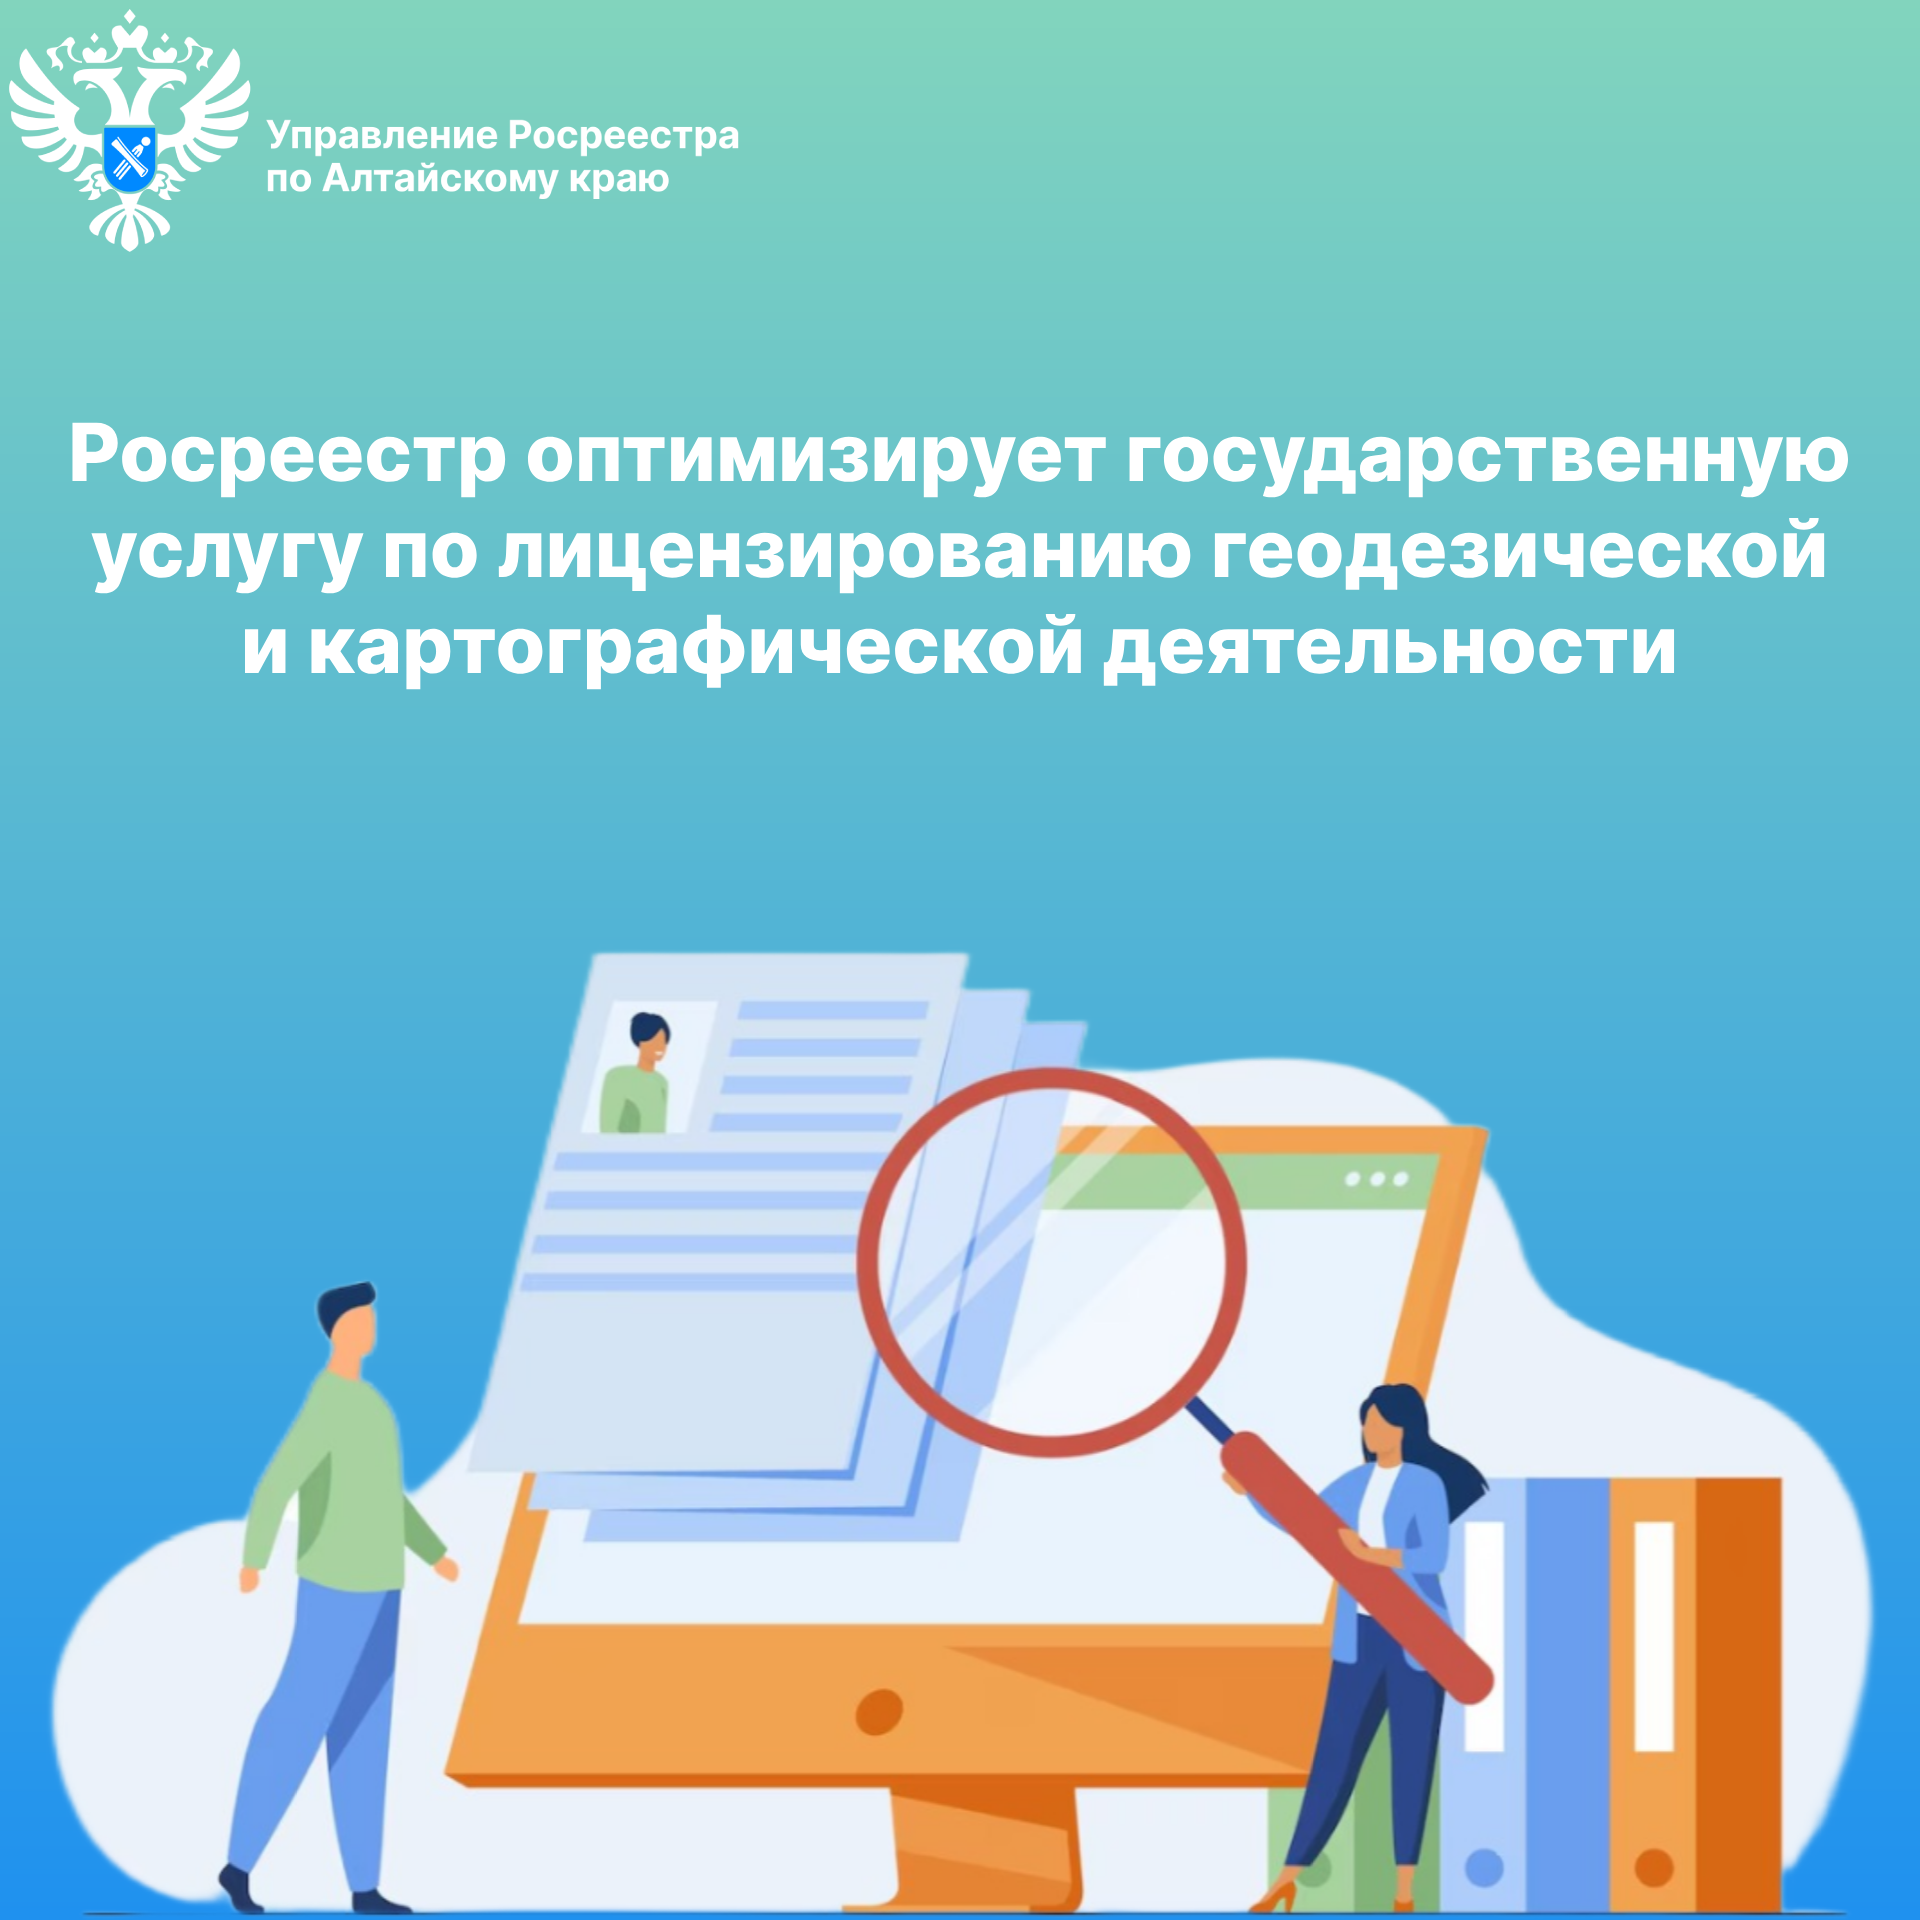 Управление Росреестра
по Алтайскому краю
Росреестр оптимизирует государственную
услугу по лицензированию геодезической
и картографической деятельности